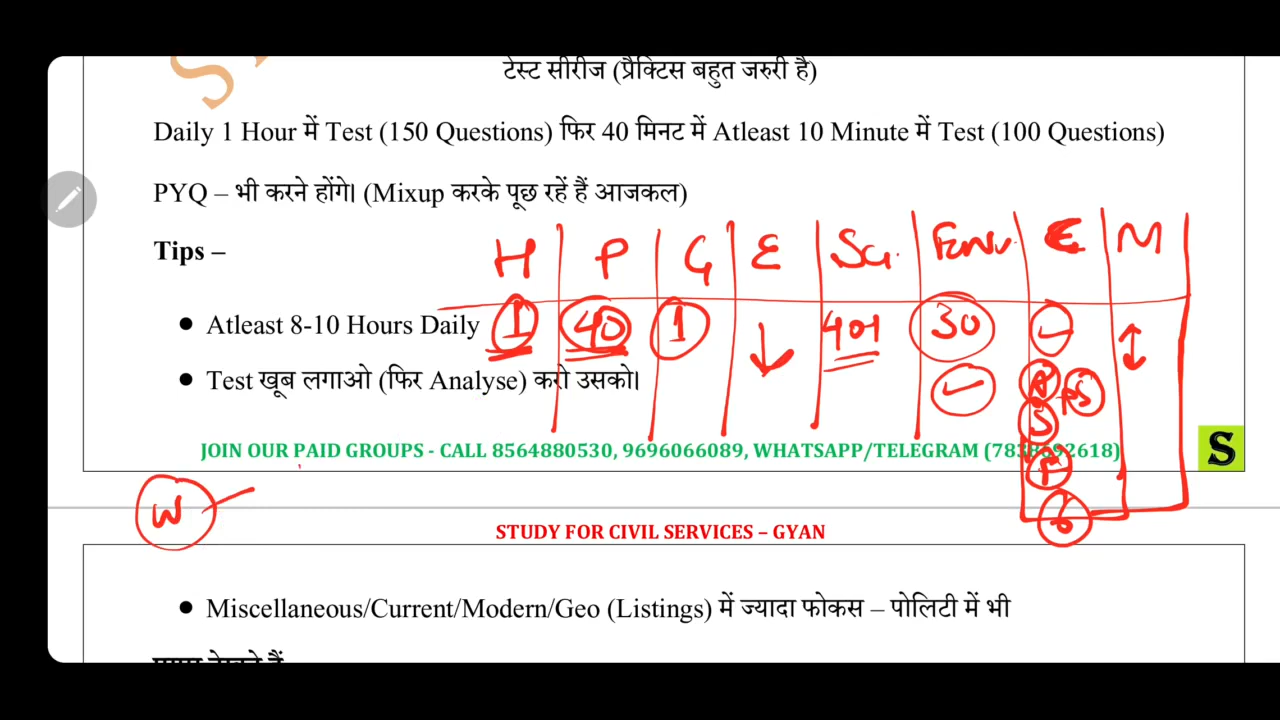 टेस्ट सीरीज (प्रैक्टिस बहुत जरुरी है)
Daily 1 Hour में Test (150 Questions) फिर 40 मिनट में Atleast 10 Minute में Test (100 Questions)
PYQ – भी करने होंगे। (Mixup करके पूछ रहें हैं आजकल)
Tips –
H P G E Sci. Env. E M
● Atleast 8-10 Hours Daily
1 40 1 30
● Test खूब लगाओ (फिर Analyse) करो उसको।
JOIN OUR PAID GROUPS - CALL 8564880530, 9696066089, WHATSAPP/TELEGRAM (7838692618)
S
W
STUDY FOR CIVIL SERVICES – GYAN
● Miscellaneous/Current/Modern/Geo (Listings) में ज्यादा फोकस – पोलिटी में भी